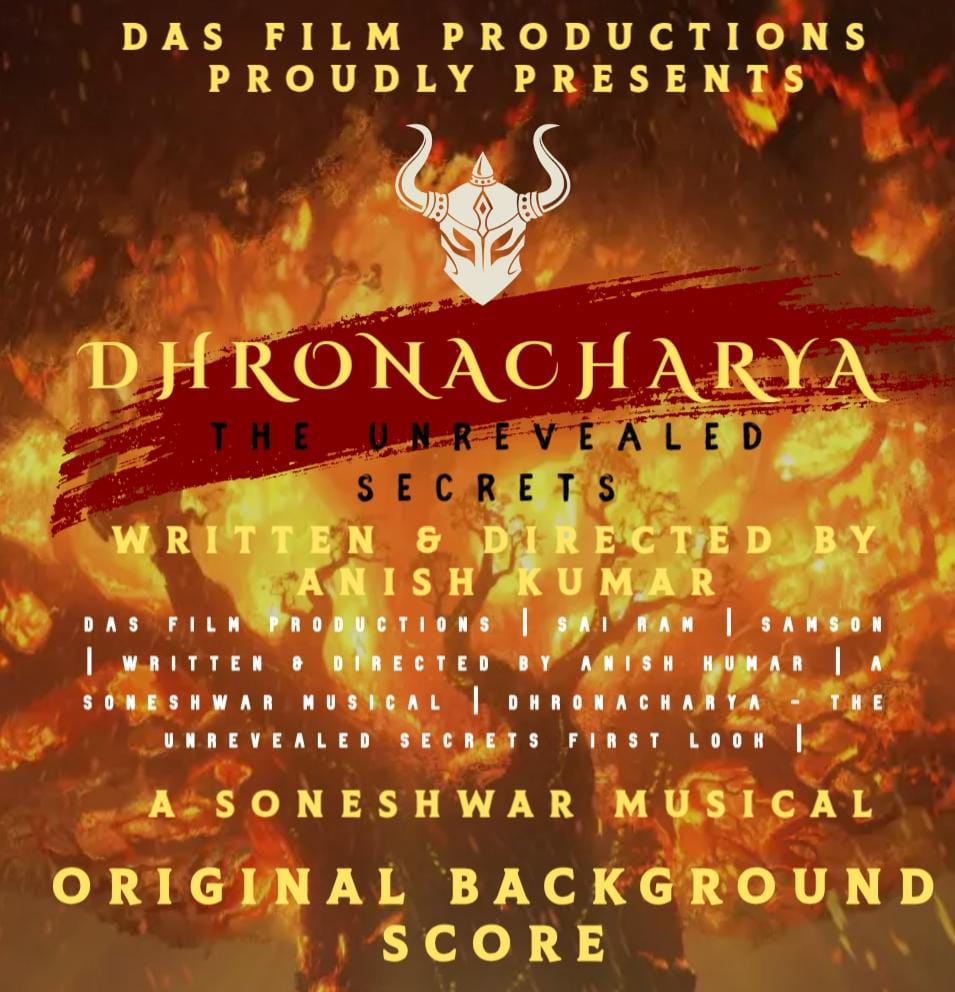 DAS FILM PRODUCTIONS
PROUDLY PRESENTS
DHRONACHARYA
THE UNREVEALED
SECRETS
WRITTEN & DIRECTED BY
ANISH KUMAR
DAS FILM PRODUCTIONS | SAI RAM | SAMSON
| WRITTEN & DIRECTED BY ANISH KUMAR | A
SONESHWAR MUSICAL | DHRONACHARYA - THE
UNREVEALED SECRETS FIRST LOOK |
A SONESHWAR MUSICAL
ORIGINAL BACKGROUND
SCORE